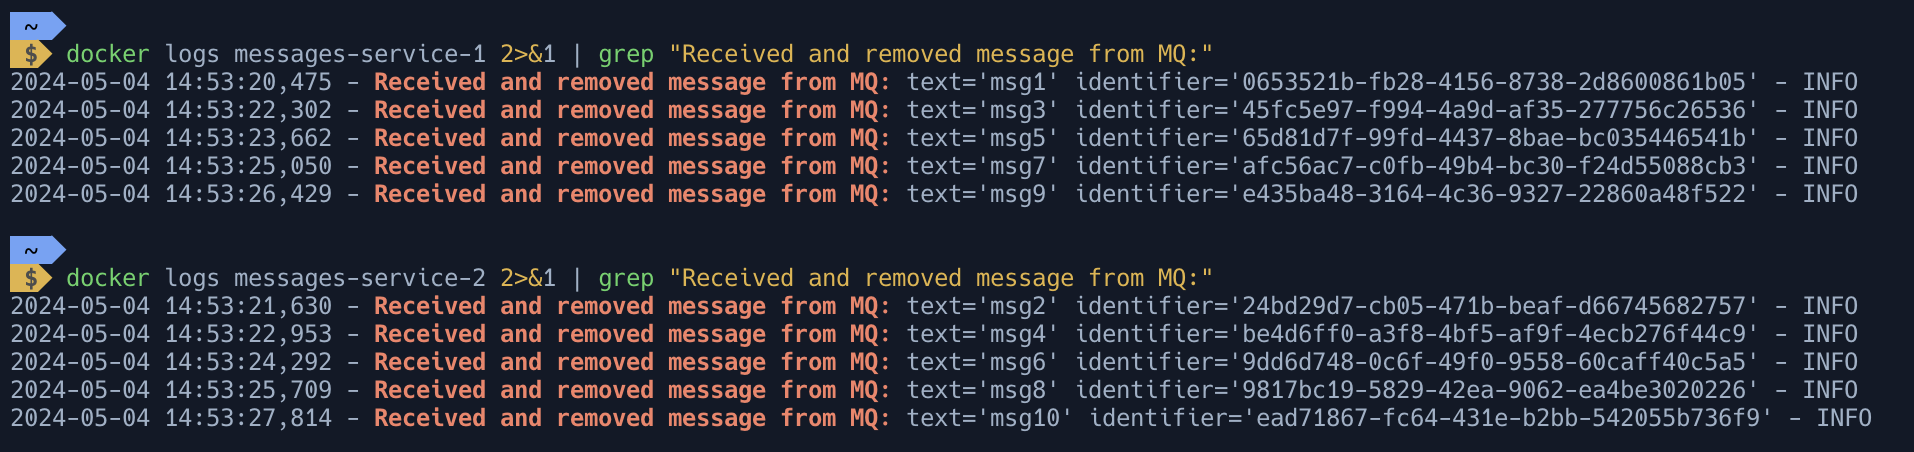 ~
$ docker logs messages-service-1 2>&1 | grep "Received and removed message from MQ:"
2024-05-04 14:53:20,475 - Received and removed message from MQ: text='msg1' identifier='0653521b-fb28-4156-8738-2d8600861b05' - INFO
2024-05-04 14:53:22,302 - Received and removed message from MQ: text='msg3' identifier='45fc5e97-f994-4a9d-af35-277756c26536' - INFO
2024-05-04 14:53:23,662 - Received and removed message from MQ: text='msg5' identifier='65d81d7f-99fd-4437-8bae-bc035446541b' - INFO
2024-05-04 14:53:25,050 - Received and removed message from MQ: text='msg7' identifier='afc56ac7-c0fb-49b4-bc30-f24d55088cb3' - INFO
2024-05-04 14:53:26,429 - Received and removed message from MQ: text='msg9' identifier='e435ba48-3164-4c36-9327-22860a48f522' - INFO
~
$ docker logs messages-service-2 2>&1 | grep "Received and removed message from MQ:"
2024-05-04 14:53:21,630 - Received and removed message from MQ: text='msg2' identifier='24bd29d7-cb05-471b-beaf-d66745682757' - INFO
2024-05-04 14:53:22,953 - Received and removed message from MQ: text='msg4' identifier='be4d6ff0-a3f8-4bf5-af9f-4ecb276f44c9' - INFO
2024-05-04 14:53:24,292 - Received and removed message from MQ: text='msg6' identifier='9dd6d748-0c6f-49f0-9558-60caff40c5a5' - INFO
2024-05-04 14:53:25,709 - Received and removed message from MQ: text='msg8' identifier='9817bc19-5829-42ea-9062-ea4be3020226' - INFO
2024-05-04 14:53:27,814 - Received and removed message from MQ: text='msg10' identifier='ead71867-fc64-431e-b2bb-542055b736f9' - INFO